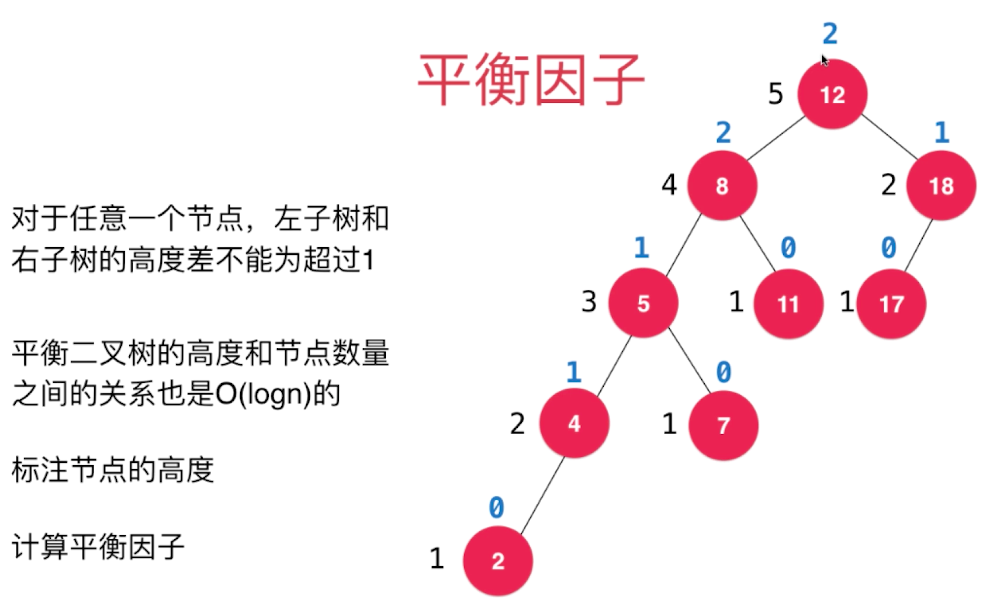 平衡因子
对于任意一个节点，左子树和
右子树的高度差不能为超过1
平衡二叉树的高度和节点数量
之间的关系也是O(logn)的
标注节点的高度
计算平衡因子
2
5 12
2 1
4 8 2 18
1 0 0
3 5 1 11 1 17
1 0
2 4 1 7
0
1 2